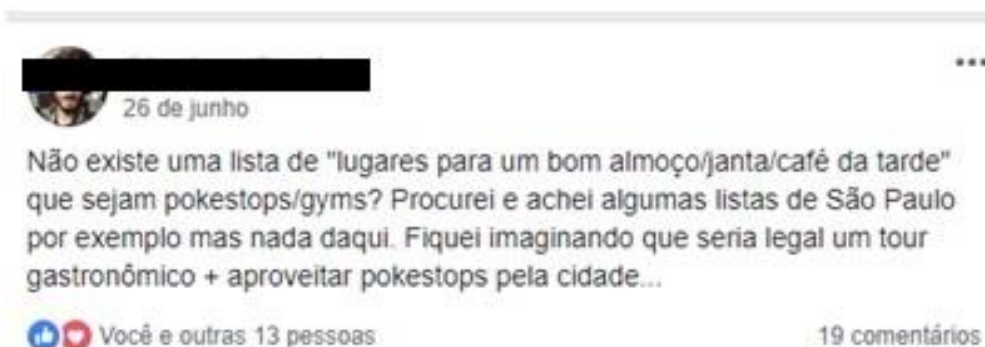 26 de junho
Não existe uma lista de "lugares para um bom almoço/janta/café da tarde"
que sejam pokestops/gyms? Procurei e achei algumas listas de São Paulo
por exemplo mas nada daqui. Fiquei imaginando que seria legal um tour
gastronômico + aproveitar pokestops pela cidade...
Você e outras 13 pessoas
19 comentários